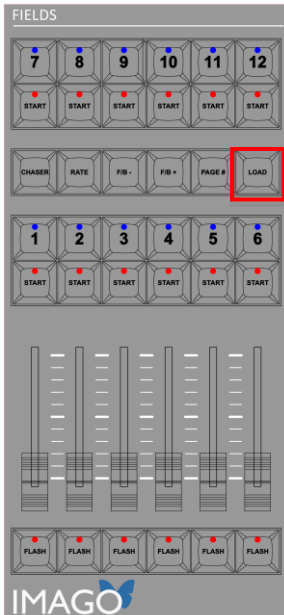 FIELDS
7 8 9 10 11 12
START START START START START START
CHASER RATE F/B - F/B + PAGE # LOAD
1 2 3 4 5 6
START START START START START START
FLASH FLASH FLASH FLASH FLASH FLASH
IMAGO